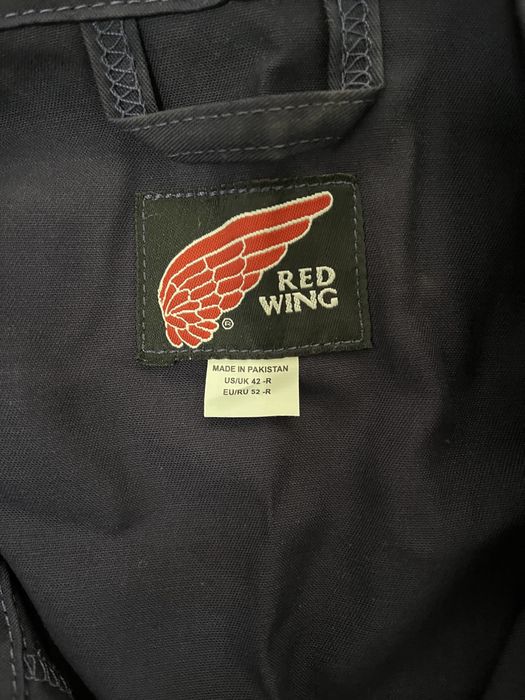 RED
WING
®
MADE IN PAKISTAN
US/UK 42 -R
EU/RU 52 -R